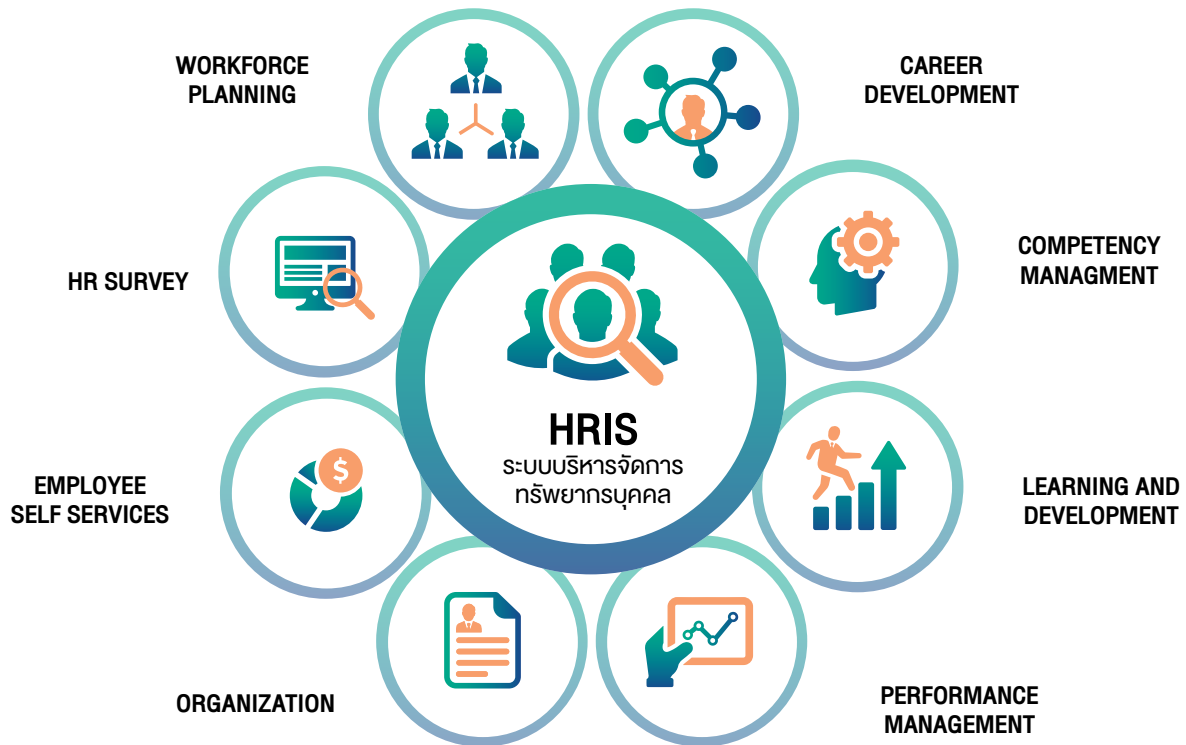 WORKFORCE
PLANNING
CAREER
DEVELOPMENT
HR SURVEY
COMPETENCY
MANAGMENT
HRIS
ระบบบริหารจัดการ
ทรัพยากรบุคคล
$
EMPLOYEE
SELF SERVICES
LEARNING AND
DEVELOPMENT
ORGANIZATION
PERFORMANCE
MANAGEMENT